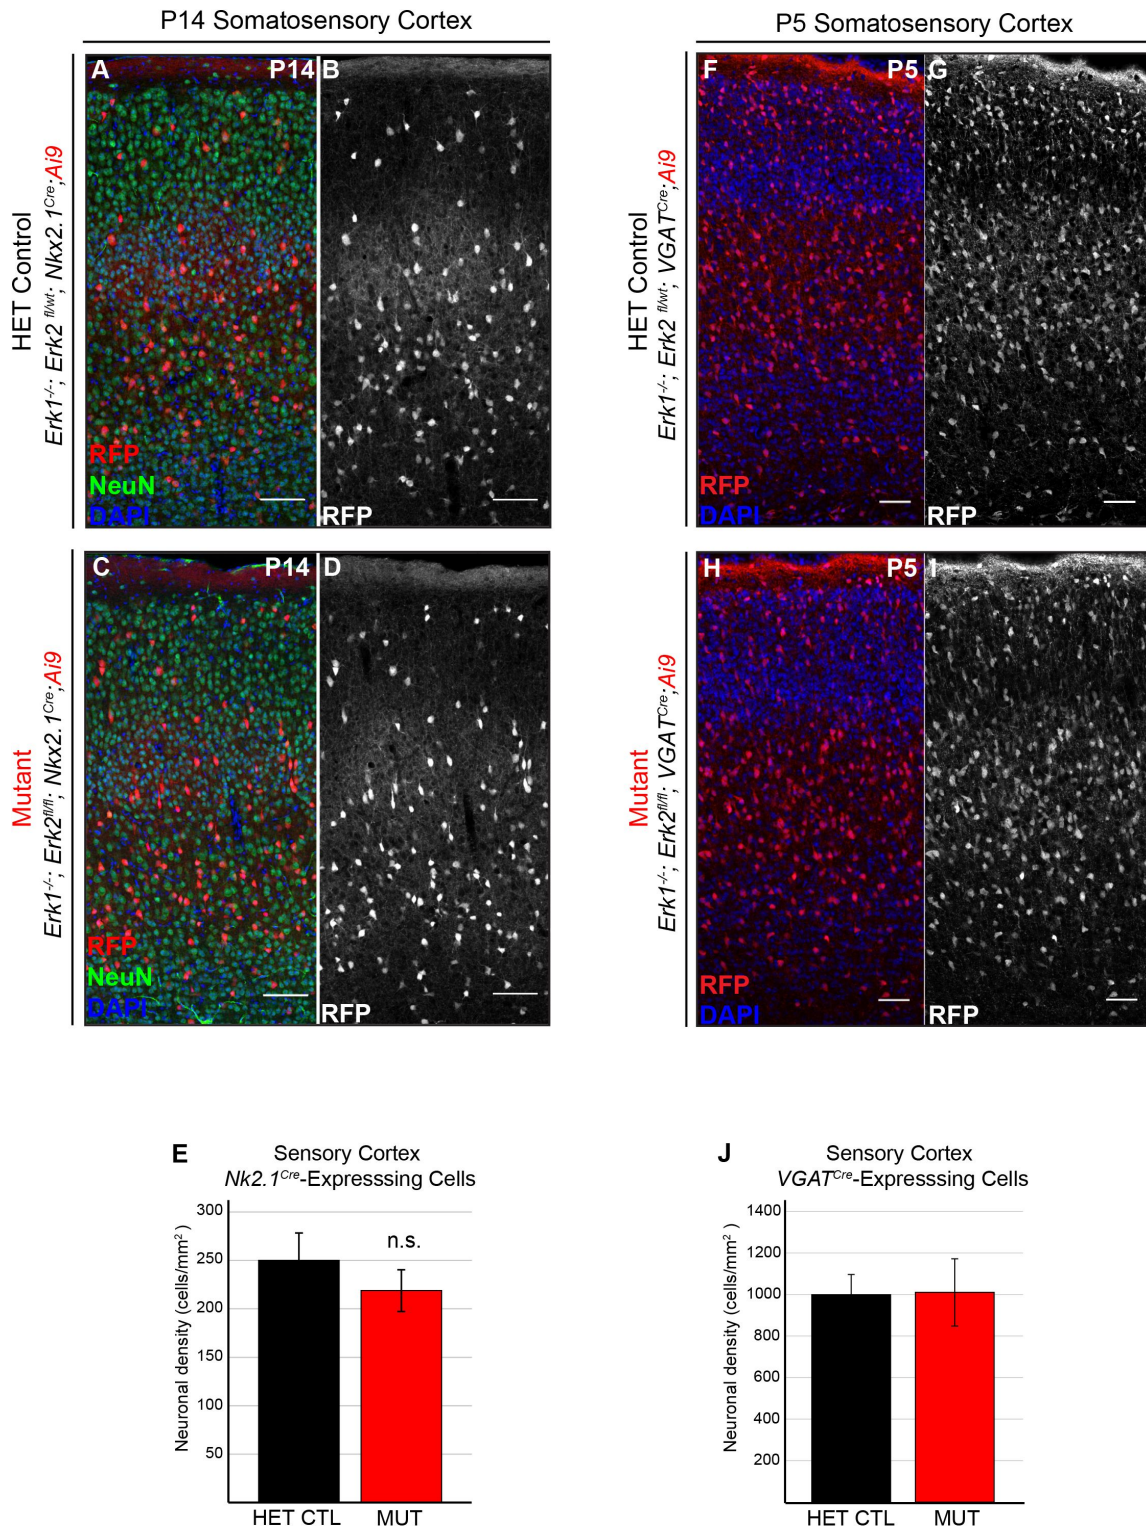 P14 Somatosensory Cortex
P5 Somatosensory Cortex
HET Control
Erk1-/-; Erk2 fl/wt; Nkx2.1Cre;Ai9
A
P14
B
RFP
NeuN
DAPI
RFP
HET Control
Erk1-/-; Erk2 fl/wt; VGATCre;Ai9
F
P5
G
RFP
DAPI
RFP
Mutant
Erk1-/-; Erk2fl/fl; Nkx2.1Cre;Ai9
C
P14
D
RFP
NeuN
DAPI
RFP
Mutant
Erk1-/-; Erk2fl/fl; VGATCre;Ai9
H
P5
I
RFP
DAPI
RFP
E
Sensory Cortex
Nk2.1Cre-Expresssing Cells
Neuronal density (cells/mm2 )
300
250
200
150
100
50
n.s.
HET CTL
MUT
J
Sensory Cortex
VGATCre-Expresssing Cells
Neuronal density (cells/mm2 )
1400
1200
1000
800
600
400
200
HET CTL
MUT